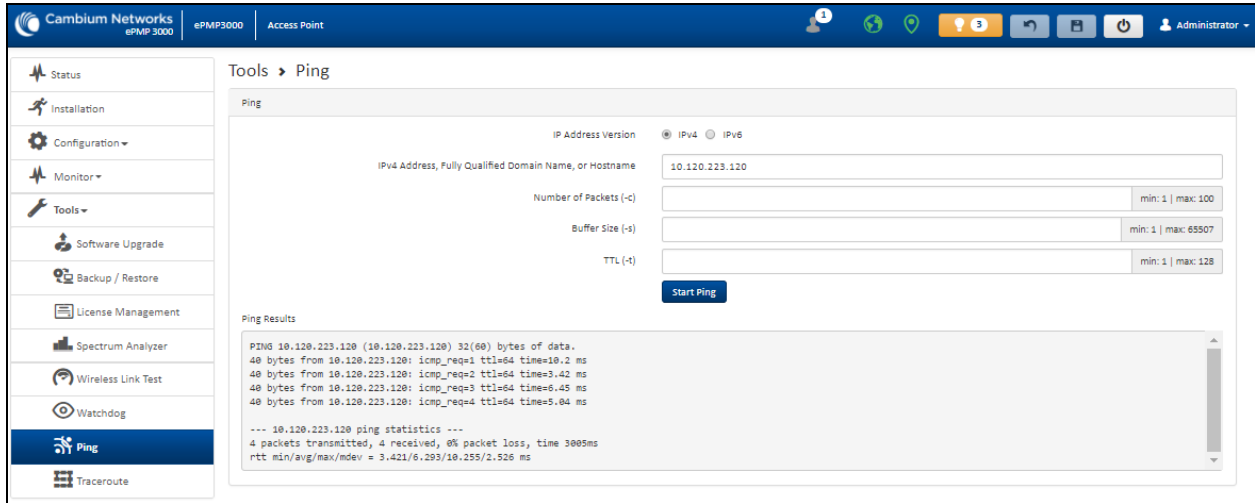 Cambium Networks
ePMP 3000
ePMP3000
Access Point
1
3
Administrator
Status
Installation
Configuration
Monitor
Tools
Software Upgrade
Backup / Restore
License Management
Spectrum Analyzer
Wireless Link Test
Watchdog
Ping
Traceroute
Tools > Ping
Ping
IP Address Version IPv4 IPv6
IPv4 Address, Fully Qualified Domain Name, or Hostname 10.120.223.120
Number of Packets (-c) min: 1 | max: 100
Buffer Size (-s) min: 1 | max: 65507
TTL (-t) min: 1 | max: 128
Start Ping
Ping Results
PING 10.120.223.120 (10.120.223.120) 32(60) bytes of data.
40 bytes from 10.120.223.120: icmp_req=1 ttl=64 time=10.2 ms
40 bytes from 10.120.223.120: icmp_req=2 ttl=64 time=3.42 ms
40 bytes from 10.120.223.120: icmp_req=3 ttl=64 time=6.45 ms
40 bytes from 10.120.223.120: icmp_req=4 ttl=64 time=5.04 ms
--- 10.120.223.120 ping statistics ---
4 packets transmitted, 4 received, 0% packet loss, time 3005ms
rtt min/avg/max/mdev = 3.421/6.293/10.255/2.526 ms